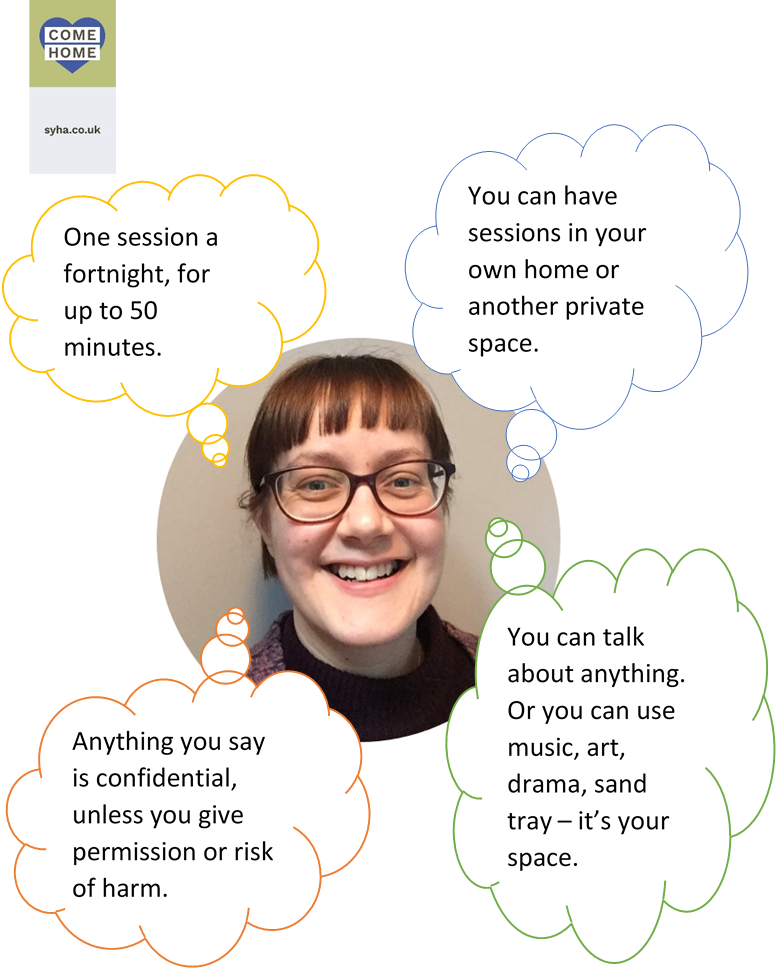 COME
HOME
syha.co.uk
One session a
fortnight, for
up to 50
minutes.
You can have
sessions in your
own home or
another private
space.
Anything you say
is confidential,
unless you give
permission or risk
of harm.
You can talk
about anything.
Or you can use
music, art,
drama, sand
tray – it’s your
space.